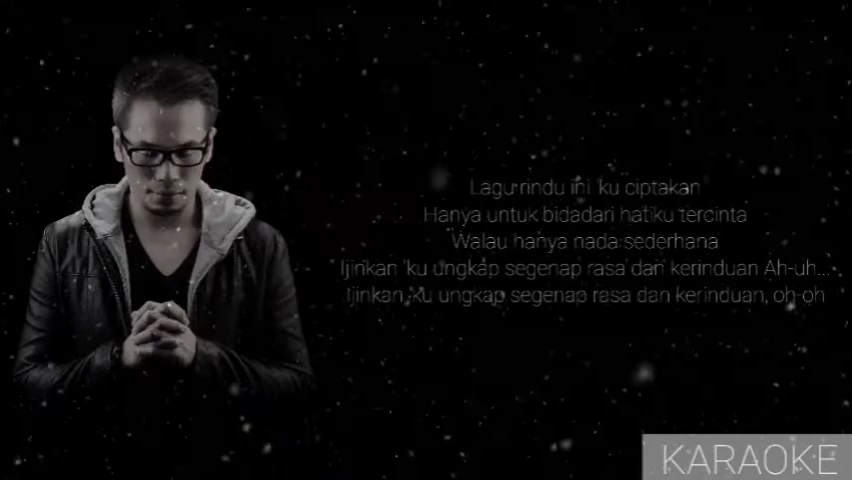 Lagu rindu ini 'ku ciptakan
Hanya untuk bidadari hatiku tercinta
Walau hanya nada sederhana
Ijinkan 'ku ungkap segenap rasa dan kerinduan Ah-uh...
Ijinkan 'ku ungkap segenap rasa dan kerinduan, oh-oh
KARAOKE